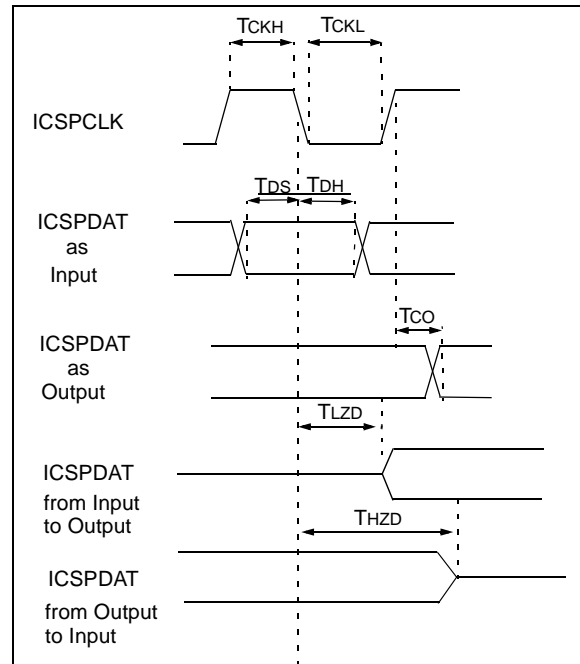 TCKH TCKL
ICSPCLK
TDS TDH
ICSPDAT
as
Input
TCO
ICSPDAT
as
Output
TLZD
ICSPDAT
from Input
to Output
THZD
ICSPDAT
from Output
to Input